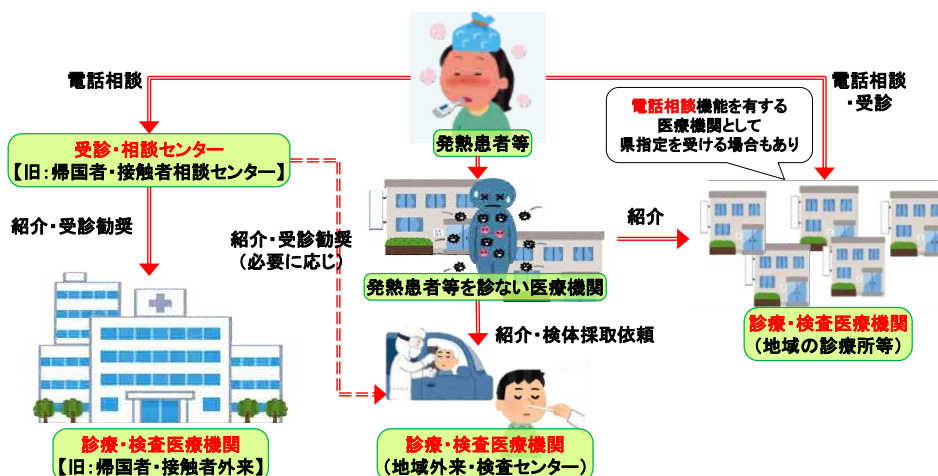 電話相談
電話相談
・受診
発熱患者等
電話相談機能を有する
医療機関として
県指定を受ける場合もあり
受診・相談センター
【旧：帰国者・接触者相談センター】
紹介・受診勧奨
紹介・受診勧奨
（必要に応じ）
紹介
発熱患者等を診ない医療機関
紹介・検体採取依頼
診療・検査医療機関
（地域の診療所等）
診療・検査医療機関
【旧：帰国者・接触者外来】
診療・検査医療機関
（地域外来・検査センター）